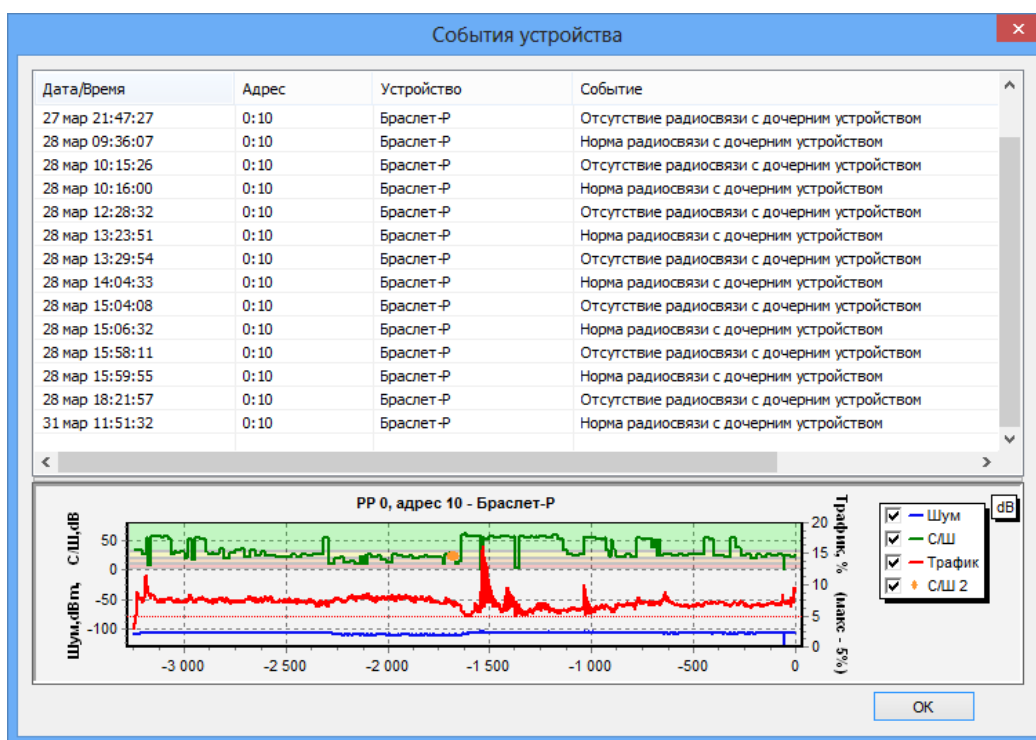 События устройства
Дата/Время Адрес Устройство Событие
27 мар 21:47:27 0:10 Браслет-Р Отсутствие радиосвязи с дочерним устройством
28 мар 09:36:07 0:10 Браслет-Р Норма радиосвязи с дочерним устройством
28 мар 10:15:26 0:10 Браслет-Р Отсутствие радиосвязи с дочерним устройством
28 мар 10:16:00 0:10 Браслет-Р Норма радиосвязи с дочерним устройством
28 мар 12:28:32 0:10 Браслет-Р Отсутствие радиосвязи с дочерним устройством
28 мар 13:23:51 0:10 Браслет-Р Норма радиосвязи с дочерним устройством
28 мар 13:29:54 0:10 Браслет-Р Отсутствие радиосвязи с дочерним устройством
28 мар 14:04:33 0:10 Браслет-Р Норма радиосвязи с дочерним устройством
28 мар 15:04:08 0:10 Браслет-Р Отсутствие радиосвязи с дочерним устройством
28 мар 15:06:32 0:10 Браслет-Р Норма радиосвязи с дочерним устройством
28 мар 15:58:11 0:10 Браслет-Р Отсутствие радиосвязи с дочерним устройством
28 мар 15:59:55 0:10 Браслет-Р Норма радиосвязи с дочерним устройством
28 мар 18:21:57 0:10 Браслет-Р Отсутствие радиосвязи с дочерним устройством
31 мар 11:51:32 0:10 Браслет-Р Норма радиосвязи с дочерним устройством
РР 0, адрес 10 - Браслет-Р
Шум,dBm, С/Ш,dB
50
0
-50
-100
-3 000 -2 500 -2 000 -1 500 -1 000 -500 0
20
15
10
5
0
Трафик, % (макс - 5%)
dB
Шум
С/Ш
Трафик
С/Ш 2
OK